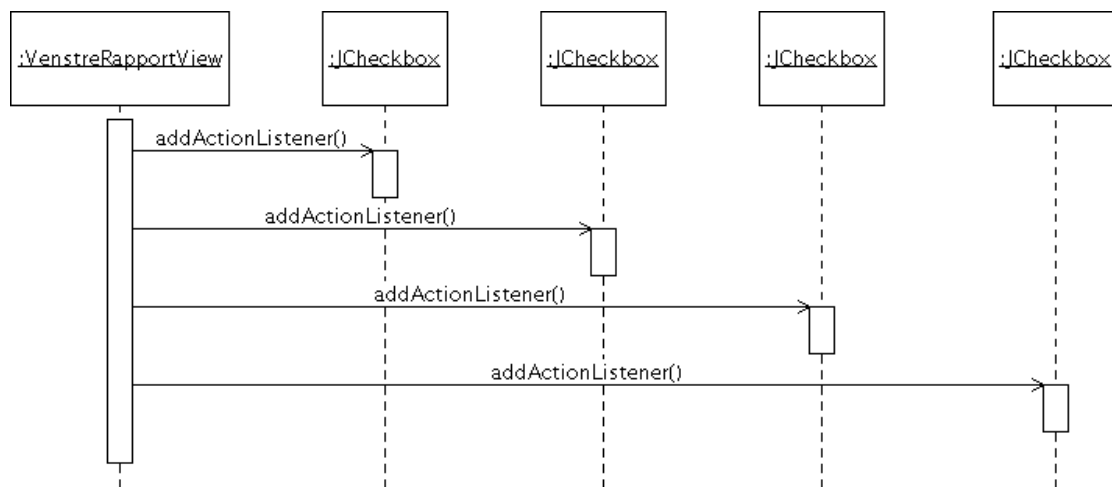 :VenstreRapportView
:JCheckbox
:JCheckbox
:JCheckbox
:JCheckbox
addActionListener()
addActionListener()
addActionListener()
addActionListener()